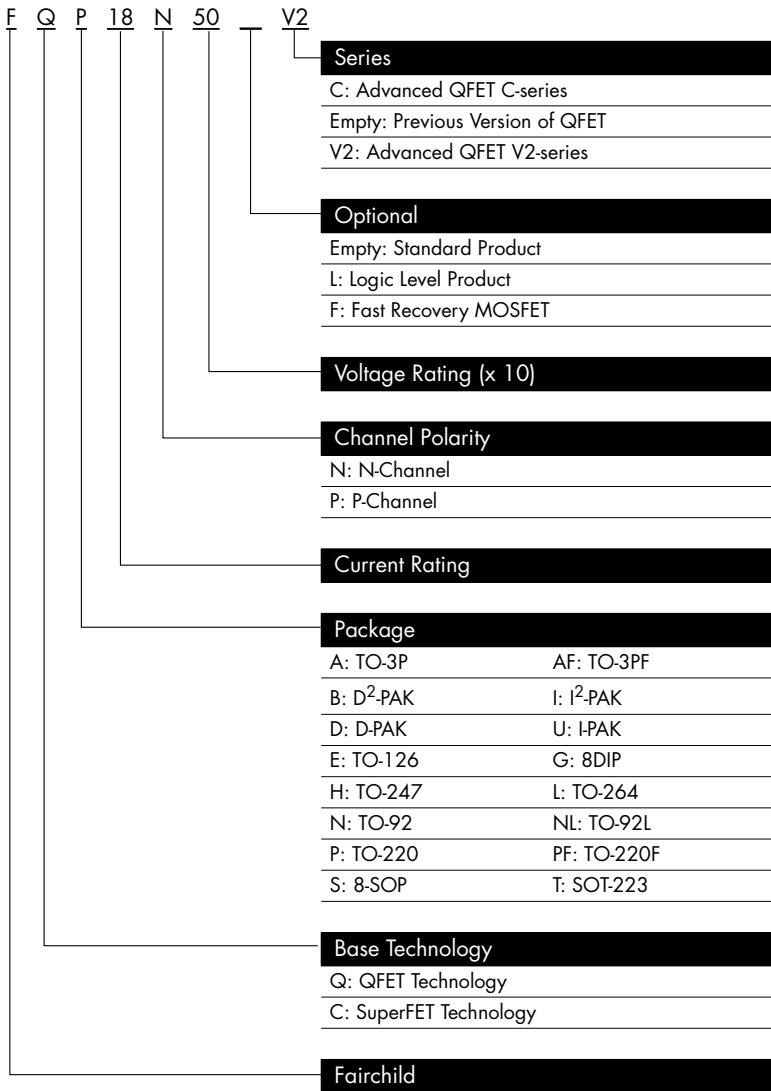 F Q P 18 N 50 _ V2
Series
C: Advanced QFET C-series
Empty: Previous Version of QFET
V2: Advanced QFET V2-series
Optional
Empty: Standard Product
L: Logic Level Product
F: Fast Recovery MOSFET
Voltage Rating (x 10)
Channel Polarity
N: N-Channel
P: P-Channel
Current Rating
Package
A: TO-3P AF: TO-3PF
B: D²-PAK I: I²-PAK
D: D-PAK U: I-PAK
E: TO-126 G: 8DIP
H: TO-247 L: TO-264
N: TO-92 NL: TO-92L
P: TO-220 PF: TO-220F
S: 8-SOP T: SOT-223
Base Technology
Q: QFET Technology
C: SuperFET Technology
Fairchild